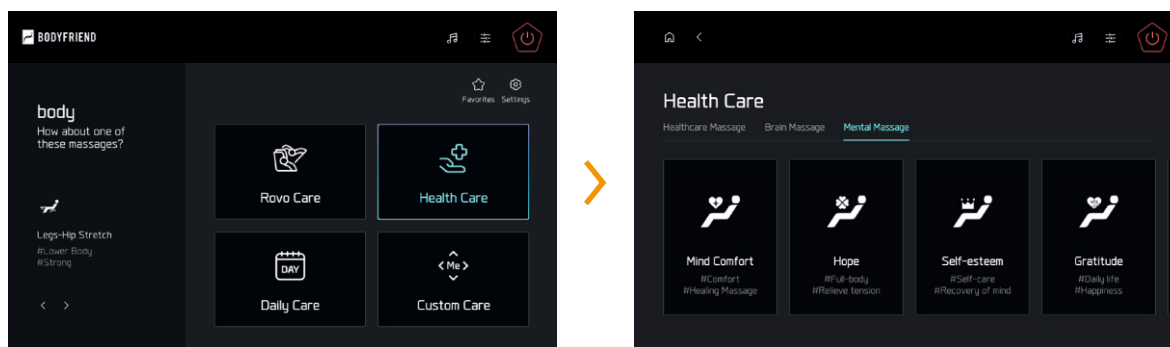 BODYFRIEND
Favorites Settings
body
How about one of
these massages?
Legs-Hip Stretch
#Lower Body
#Strong
Rovo Care
Health Care
DAY
Daily Care
< Me >
Custom Care
Health Care
Healthcare Massage Brain Massage Mental Massage
Mind Comfort
#Comfort
#Healing Massage
Hope
#Full-body
#Relieve tension
Self-esteem
#Self-care
#Recovery of mind
Gratitude
#Daily life
#Happiness